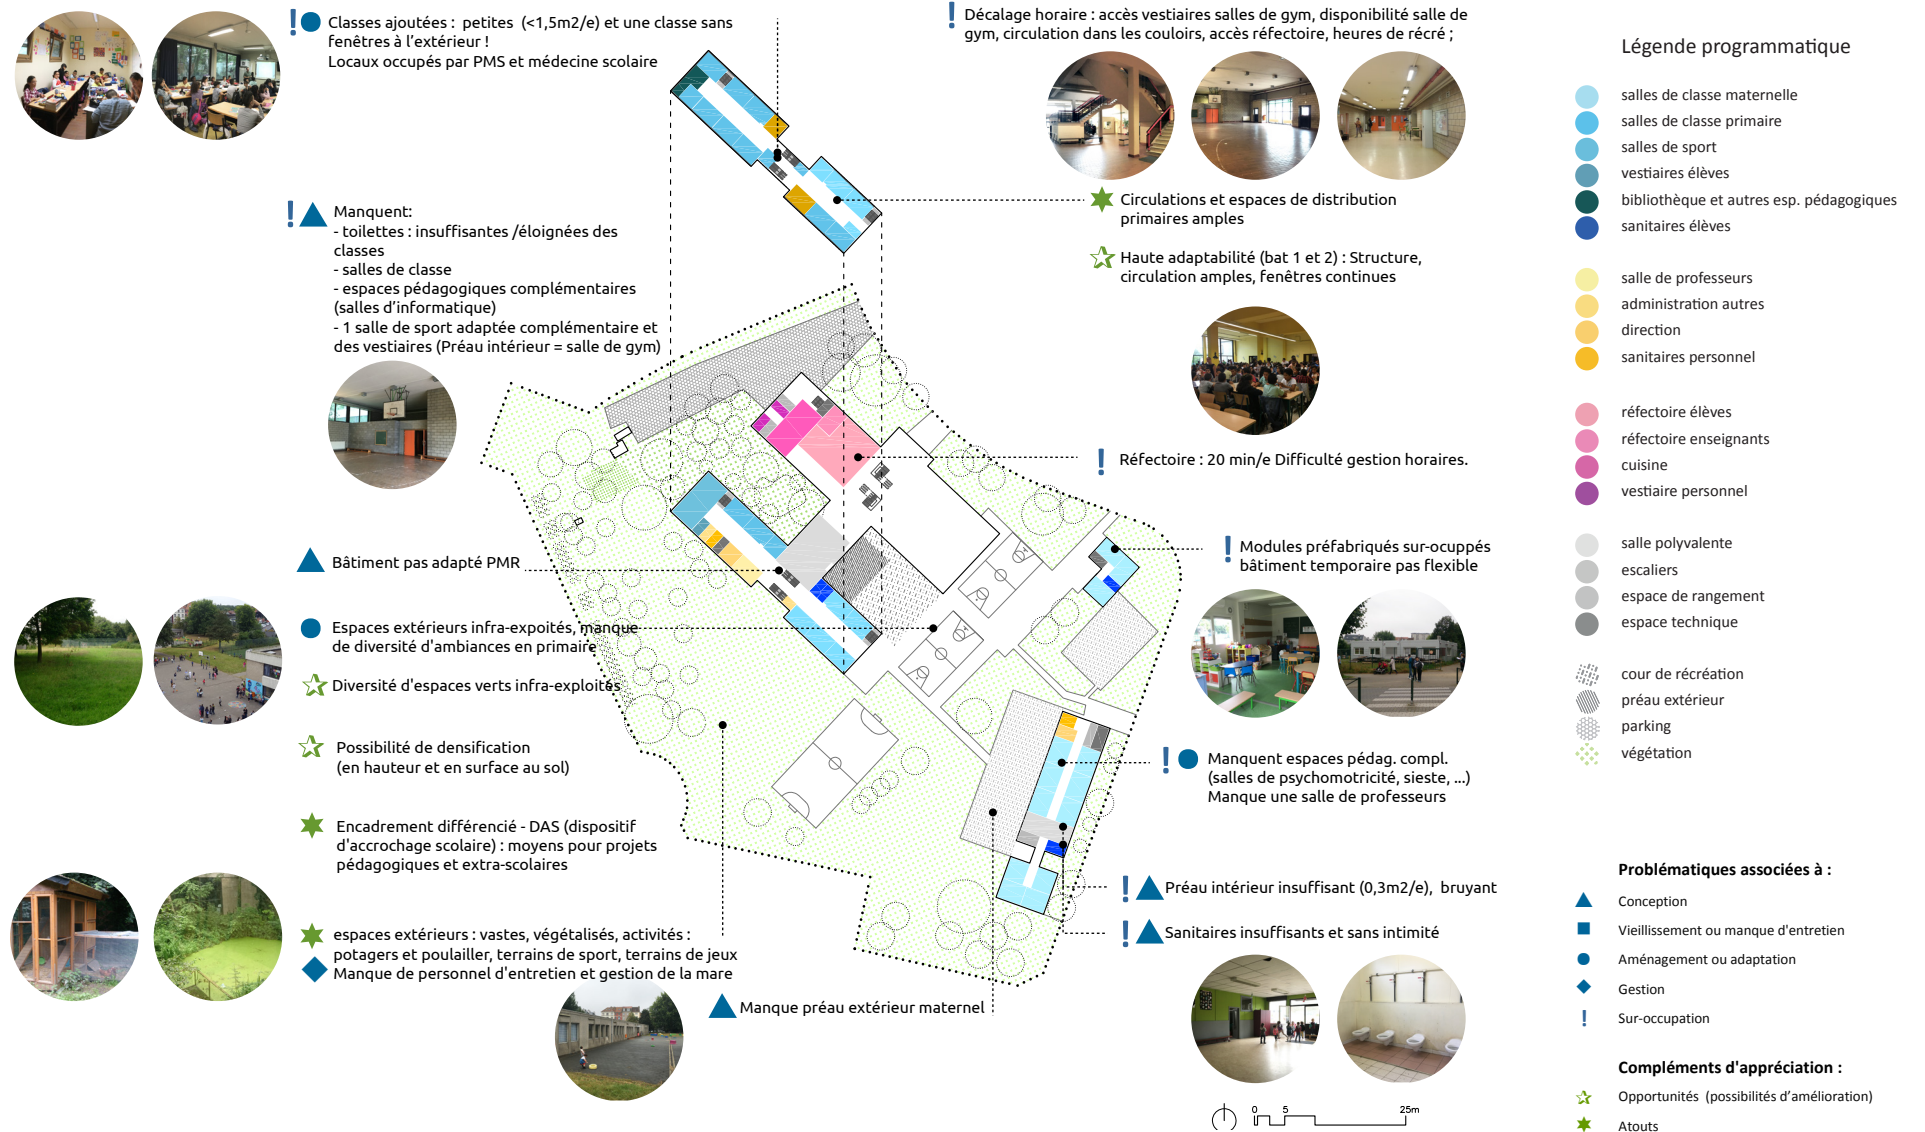 Classes ajoutées : petites (<1,5m2/e) et une classe sans
fenêtres à l'extérieur !
Locaux occupés par PMS et médecine scolaire
Décalage horaire : accès vestiaires salles de gym, disponibilité salle de
gym, circulation dans les couloirs, accès réfectoire, heures de récré ;
Manquent:
- toilettes : insuffisantes /éloignées des
classes
- salles de classe
- espaces pédagogiques complémentaires
(salles d'informatique)
- 1 salle de sport adaptée complémentaire et
des vestiaires (Préau intérieur = salle de gym)
Circulations et espaces de distribution
primaires amples
Haute adaptabilité (bat 1 et 2) : Structure,
circulation amples, fenêtres continues
Réfectoire : 20 min/e Difficulté gestion horaires.
Modules préfabriqués sur-ocuppés
bâtiment temporaire pas flexible
Bâtiment pas adapté PMR
Espaces extérieurs infra-expoités, manque
de diversité d'ambiances en primaire
Diversité d'espaces verts infra-exploités
Possibilité de densification
(en hauteur et en surface au sol)
Encadrement différencié - DAS (dispositif
d'accrochage scolaire) : moyens pour projets
pédagogiques et extra-scolaires
espaces extérieurs : vastes, végétalisés, activités :
potagers et poulailler, terrains de sport, terrains de jeux
Manque de personnel d'entretien et gestion de la mare
Manque préau extérieur maternel
Manquent espaces pédag. compl.
(salles de psychomotricité, sieste, ...)
Manque une salle de professeurs
Préau intérieur insuffisant (0,3m2/e), bruyant
Sanitaires insuffisants et sans intimité
0 5 25m
Légende programmatique
salles de classe maternelle
salles de classe primaire
salles de sport
vestiaires élèves
bibliothèque et autres esp. pédagogiques
sanitaires élèves
salle de professeurs
administration autres
direction
sanitaires personnel
réfectoire élèves
réfectoire enseignants
cuisine
vestiaire personnel
salle polyvalente
escaliers
espace de rangement
espace technique
cour de récréation
préau extérieur
parking
végétation
Problématiques associées à :
Conception
Vieillissement ou manque d'entretien
Aménagement ou adaptation
Gestion
! Sur-occupation
Compléments d'appréciation :
Opportunités (possibilités d'amélioration)
Atouts